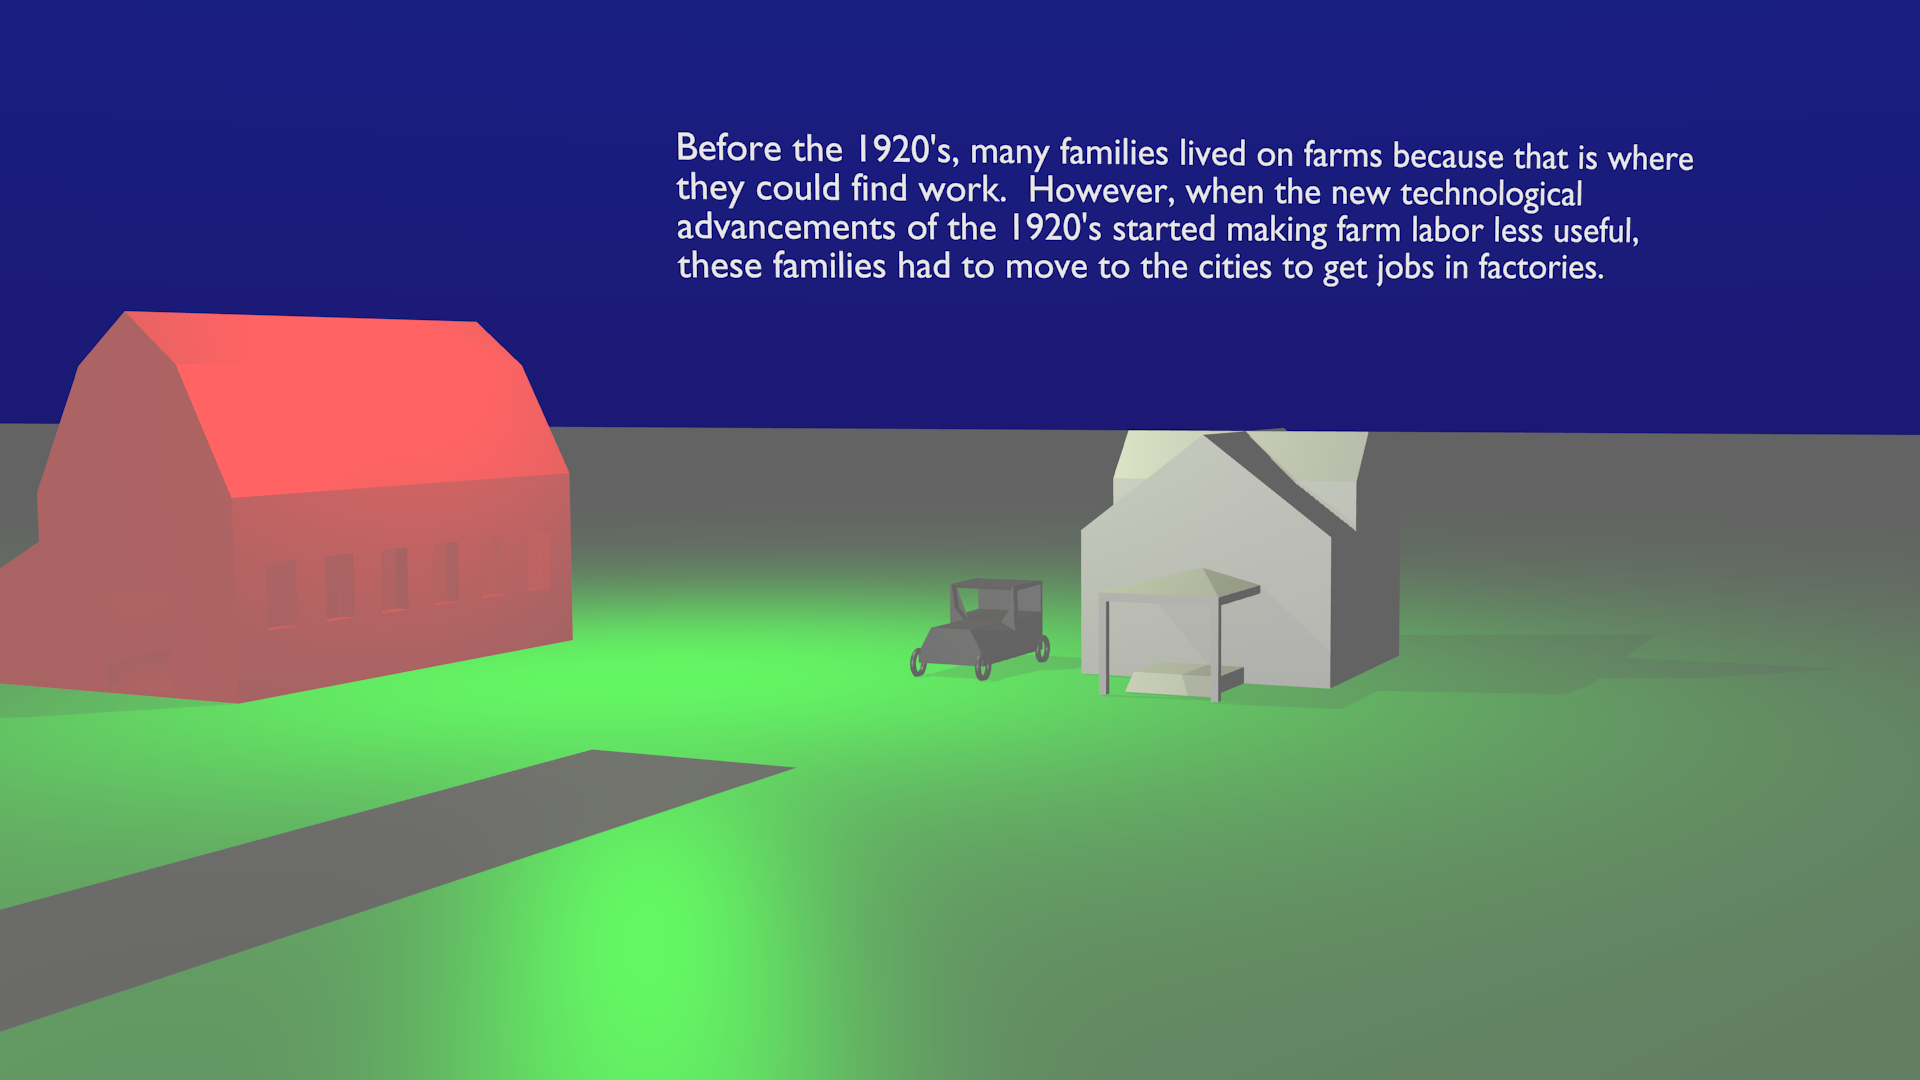 Before the 1920's, many families lived on farms because that is where
they could find work.  However, when the new technological
advancements of the 1920's started making farm labor less useful,
these families had to move to the cities to get jobs in factories.